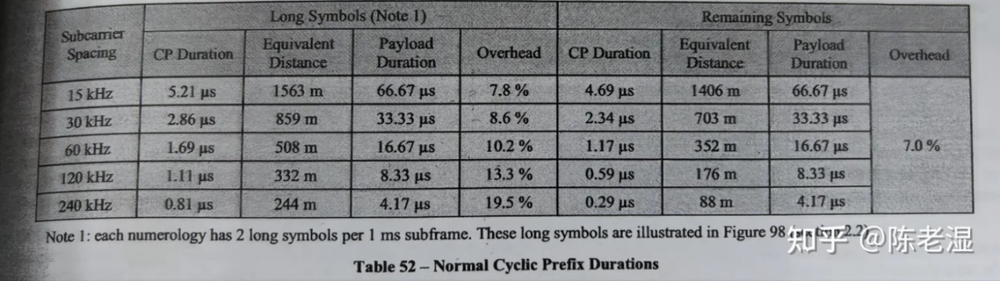 Long Symbols (Note 1) Remaining Symbols
Subcarrier Spacing CP Duration Equivalent Distance Payload Duration Overhead CP Duration Equivalent Distance Payload Duration Overhead
15 kHz 5.21 µs 1563 m 66.67 µs 7.8 % 4.69 µs 1406 m 66.67 µs
30 kHz 2.86 µs 859 m 33.33 µs 8.6 % 2.34 µs 703 m 33.33 µs
60 kHz 1.69 µs 508 m 16.67 µs 10.2 % 1.17 µs 352 m 16.67 µs 7.0 %
120 kHz 1.11 µs 332 m 8.33 µs 13.3 % 0.59 µs 176 m 8.33 µs
240 kHz 0.81 µs 244 m 4.17 µs 19.5 % 0.29 µs 88 m 4.17 µs
Note 1: each numerology has 2 long symbols per 1 ms subframe. These long symbols are illustrated in Figure 98 (section 2.2)
知乎 @陈老湿
Table 52 – Normal Cyclic Prefix Durations